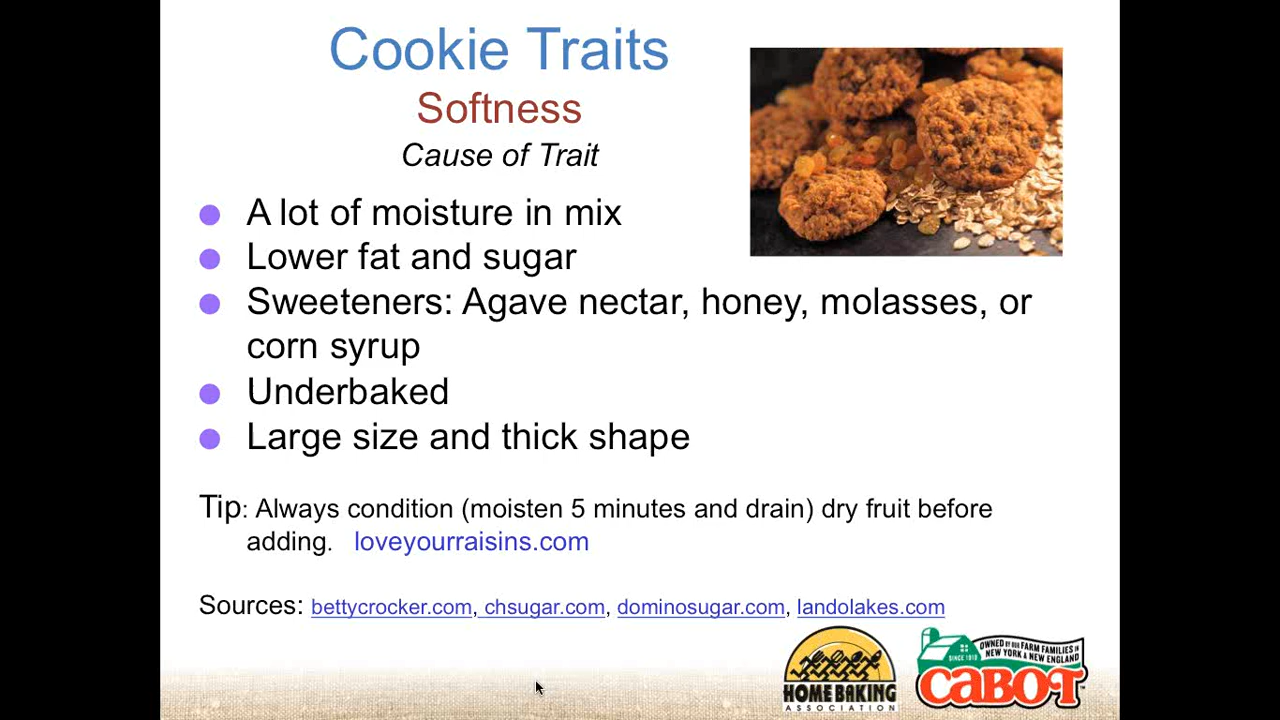 Cookie Traits
Softness
Cause of Trait
A lot of moisture in mix
Lower fat and sugar
Sweeteners: Agave nectar, honey, molasses, or
corn syrup
Underbaked
Large size and thick shape
Tip: Always condition (moisten 5 minutes and drain) dry fruit before
adding. loveyourraisins.com
Sources: bettycrocker.com, chsugar.com, dominosugar.com, landolakes.com
HOME BAKING
ASSOCIATION
SINCE 1919
OWNED BY OUR FARM FAMILIES IN
NEW YORK & NEW ENGLAND
CABOT